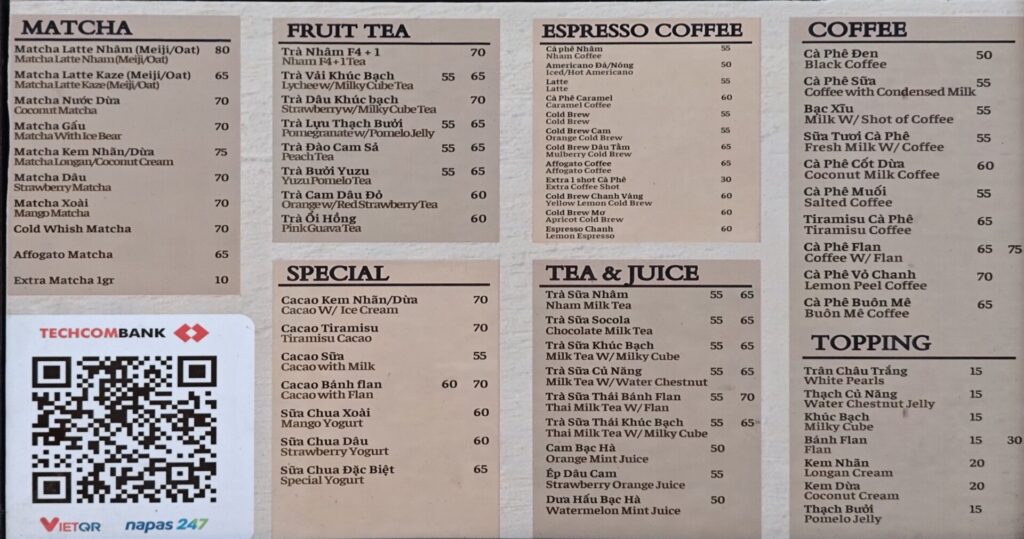 MATCHA
Matcha Latte Nhâm (Meiji/Oat) 80
Matcha Latte Nham (Meiji/Oat)
Matcha Latte Kaze (Meiji/Oat) 65
Matcha Latte Kaze (Meiji/Oat)
Matcha Nước Dừa 70
Coconut Matcha
Matcha Gấu 70
Matcha With Ice Bear
Matcha Kem Nhãn/Dừa 75
Matcha Longan/Coconut Cream
Matcha Dâu 70
Strawberry Matcha
Matcha Xoài 70
Mango Matcha
Cold Whish Matcha 70
Affogato Matcha 65
Extra Matcha 1gr 10
TECHCOMBANK
VIETQR napas 247
FRUIT TEA
Trà Nhâm F4 + 1 70
Nham F4 + 1 Tea
Trà Vải Khúc Bạch 55 65
Lychee w/ Milky Cube Tea
Trà Dâu Khúc bạch 70
Strawberry w/ Milky Cube Tea
Trà Lựu Thạch Bưởi 55 65
Pomegranate w/ Pomelo Jelly
Trà Đào Cam Sả 55 65
Peach Tea
Trà Bưởi Yuzu 55 65
Yuzu Pomelo Tea
Trà Cam Dâu Đỏ 60
Orange w/ Red Strawberry Tea
Trà Ổi Hồng 60
Pink Guava Tea
SPECIAL
Cacao Kem Nhãn/Dừa 70
Cacao W/ Ice Cream
Cacao Tiramisu 70
Tiramisu Cacao
Cacao Sữa 55
Cacao with Milk
Cacao Bánh flan 60 70
Cacao with Flan
Sữa Chua Xoài 60
Mango Yogurt
Sữa Chua Dâu 60
Strawberry Yogurt
Sữa Chua Đặc Biệt 65
Special Yogurt
ESPRESSO COFFEE
Cà phê Nhâm 55
Nham Coffee
Americano Đá/Nóng 50
Iced/Hot Americano
Latte 55
Latte
Cà Phê Caramel 60
Caramel Coffee
Cold Brew 55
Cold Brew
Cold Brew Cam 55
Orange Cold Brew
Cold Brew Dâu Tằm 65
Mulberry Cold Brew
Affogato Coffee 65
Affogato Coffee
Extra 1 shot Cà Phê 30
Extra Coffee Shot
Cold Brew Chanh Vàng 60
Yellow Lemon Cold Brew
Cold Brew Mơ 60
Apricot Cold Brew
Espresso Chanh 60
Lemon Espresso
TEA & JUICE
Trà Sữa Nhâm 55 65
Nham Milk Tea
Trà Sữa Socola 55 65
Chocolate Milk Tea
Trà Sữa Khúc Bạch 55 65
Milk Tea W/ Milky Cube
Trà Sữa Củ Năng 55 65
Milk Tea W/ Water Chestnut
Trà Sữa Thái Bánh Flan 55 70
Thai Milk Tea W/ Flan
Trà Sữa Thái Khúc Bạch 55 65
Thai Milk Tea W/ Milky Cube
Cam Bạc Hà 50
Orange Mint Juice
Ép Dâu Cam 55
Strawberry Orange Juice
Dưa Hấu Bạc Hà 50
Watermelon Mint Juice
COFFEE
Cà Phê Đen 50
Black Coffee
Cà Phê Sữa 55
Coffee with Condensed Milk
Bạc Xĩu 55
Milk W/ Shot of Coffee
Sữa Tươi Cà Phê 55
Fresh Milk W/ Coffee
Cà Phê Cốt Dừa 60
Coconut Milk Coffee
Cà Phê Muối 55
Salted Coffee
Tiramisu Cà Phê 65
Tiramisu Coffee
Cà Phê Flan 65 75
Coffee W/ Flan
Cà Phê Vỏ Chanh 70
Lemon Peel Coffee
Cà Phê Buôn Mê 65
Buôn Mê Coffee
TOPPING
Trân Châu Trắng 15
White Pearls
Thạch Củ Năng 15
Water Chestnut Jelly
Khúc Bạch 15
Milky Cube
Bánh Flan 15 30
Flan
Kem Nhãn 20
Longan Cream
Kem Dừa 20
Coconut Cream
Thạch Bưởi 15
Pomelo Jelly